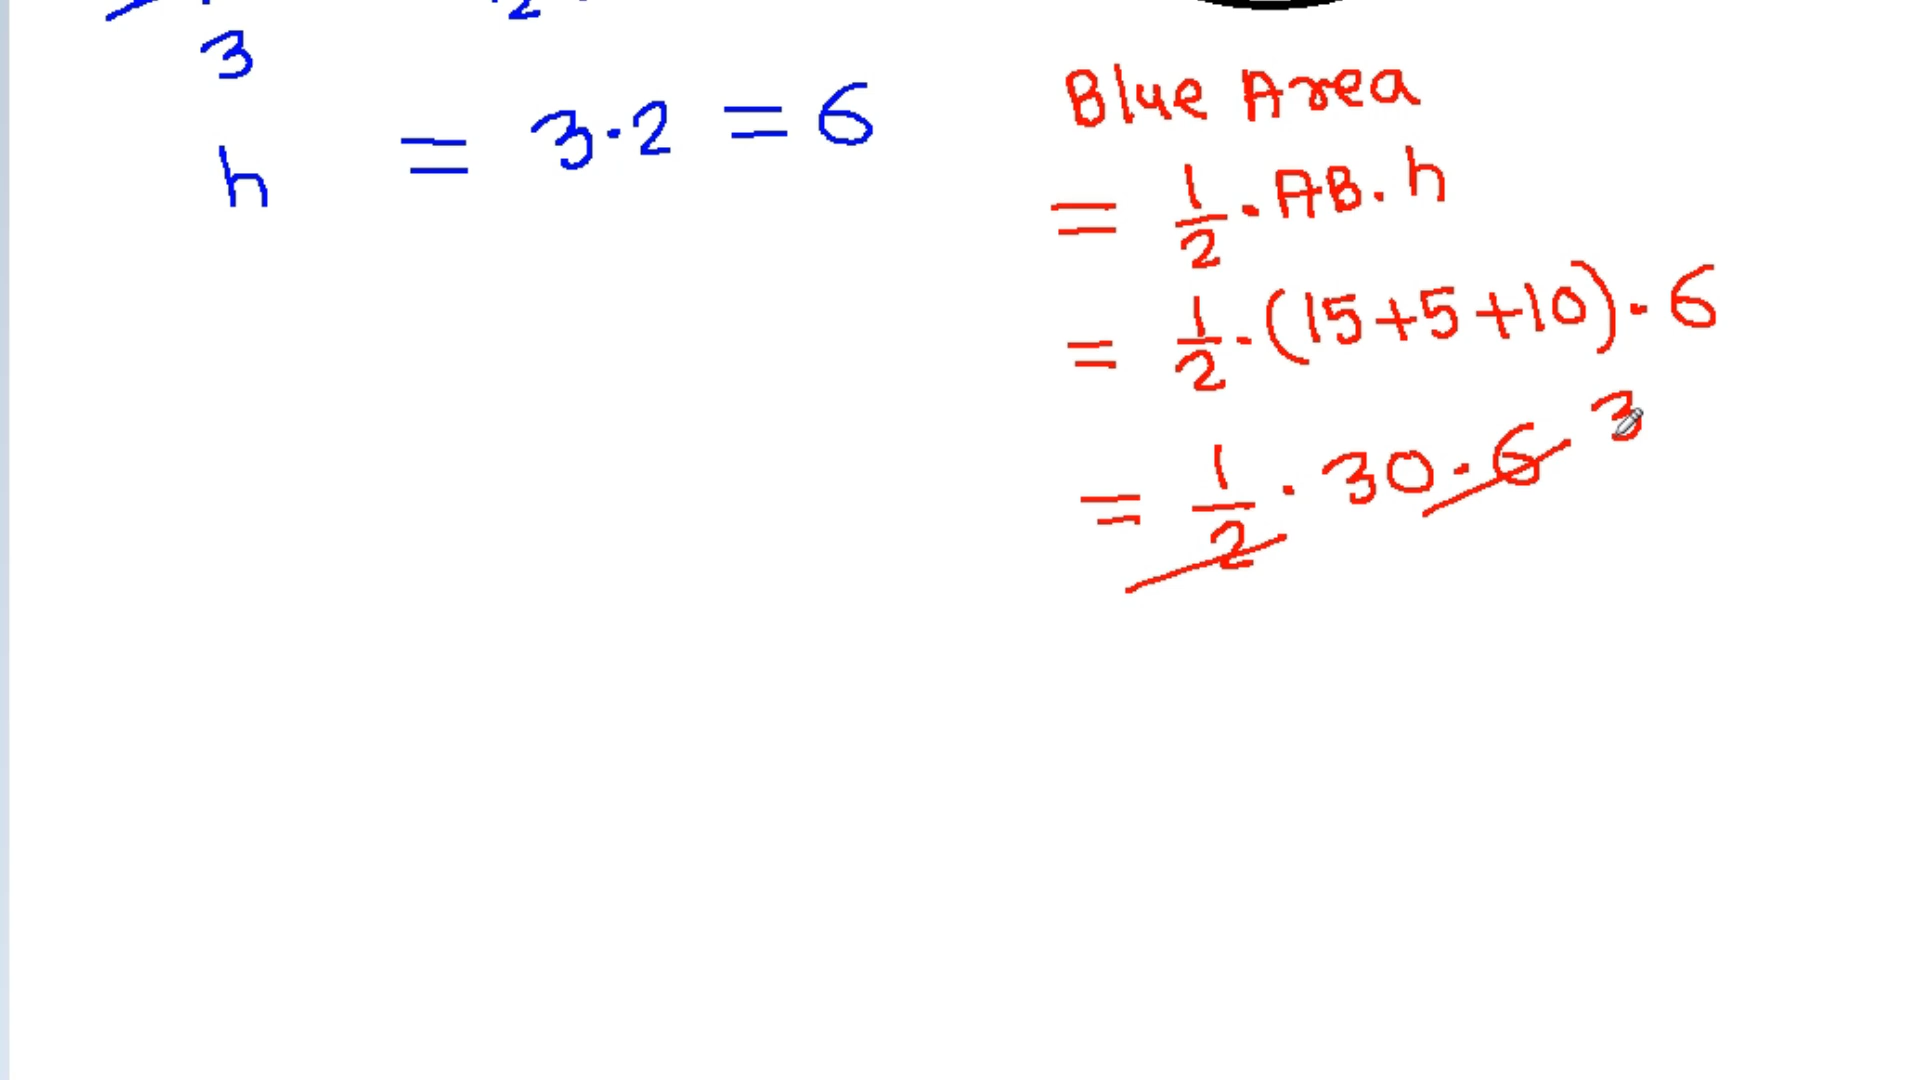 3
h = 3·2 = 6
Blue Area
= 1/2 · AB · h
= 1/2 · (15+5+10) · 6
= 1/2 · 30 · 6 3